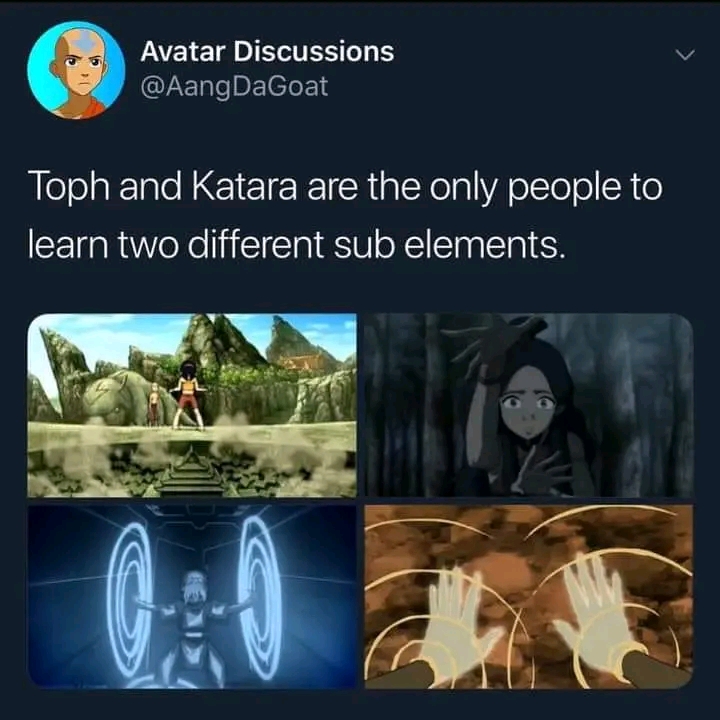 Avatar Discussions
@AangDaGoat
Toph and Katara are the only people to
learn two different sub elements.